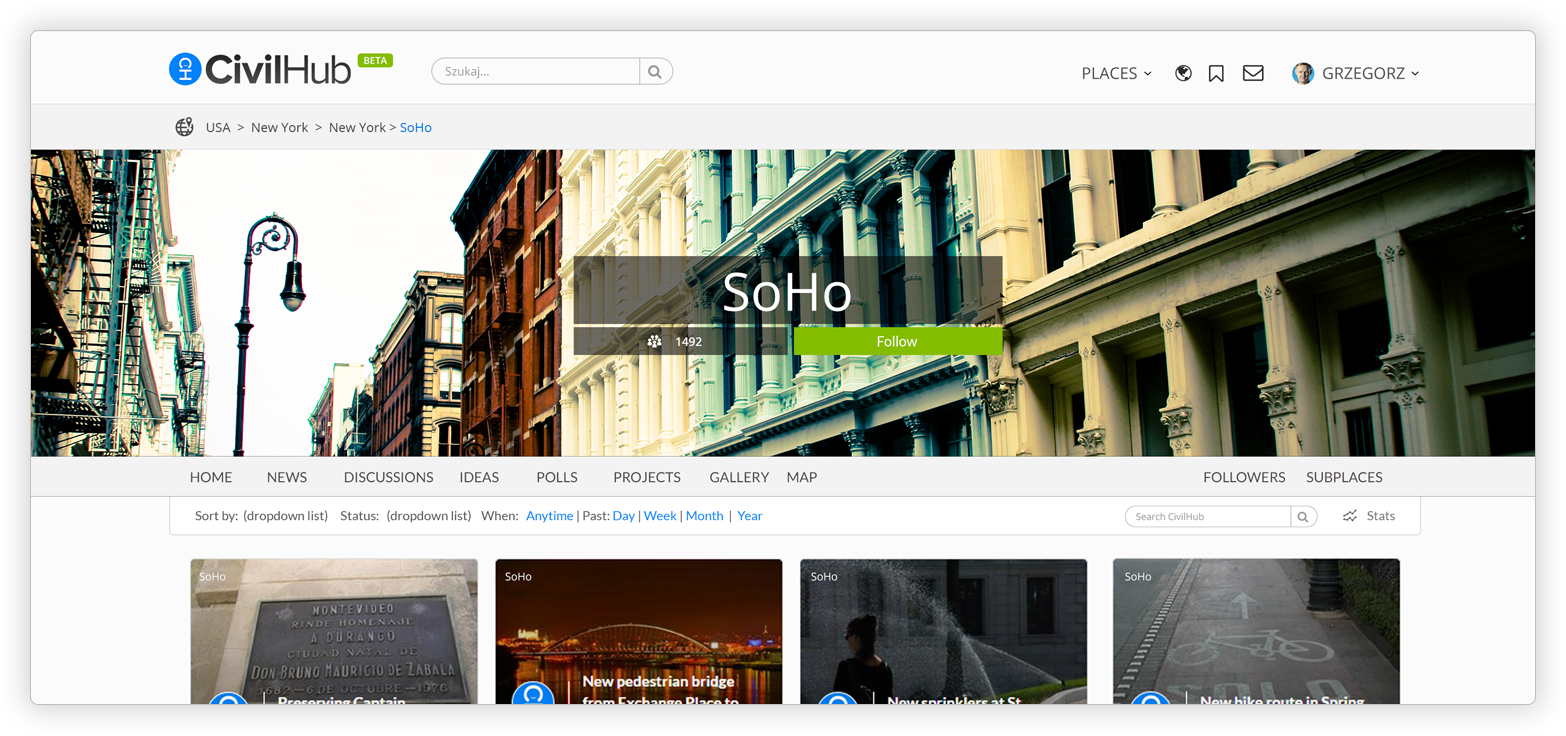 CivilHub BETA
Szukaj...
PLACES
GRZEGORZ
USA > New York > New York > SoHo
SoHo
1492
Follow
HOME NEWS DISCUSSIONS IDEAS POLLS PROJECTS GALLERY MAP FOLLOWERS SUBPLACES
Sort by: (dropdown list) Status: (dropdown list) When: Anytime | Past: Day | Week | Month | Year
Search CivilHub
Stats
SoHo
MONTEVIDEO
RINDE HOMENAJE
A DURANGO
CIUDAD NATAL DE
DON BRUNO MAURICIO DE ZABALA
1682-6 DE OCTUBRE-1976
Preserving Captain
SoHo
New pedestrian bridge
from Exchange Place to
SoHo
New sprinklers at St.
SoHo
SOLO
New bike route in Spring